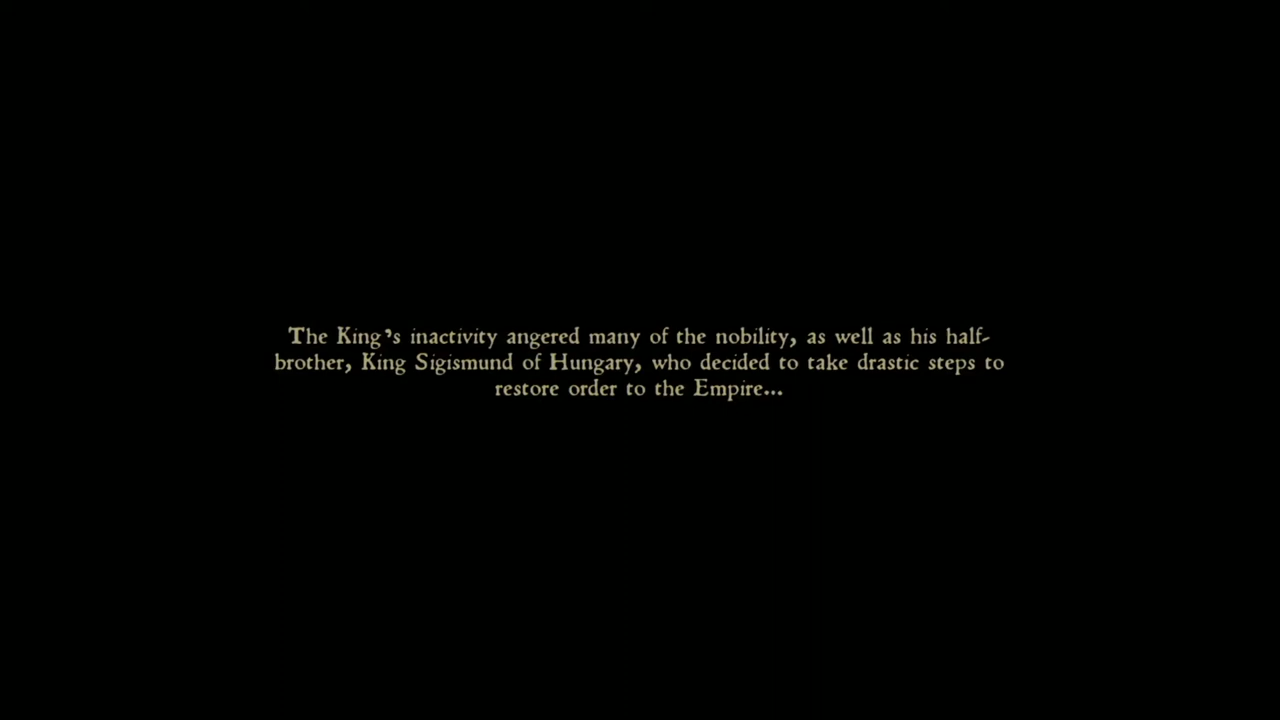 The King's inactivity angered many of the nobility, as well as his half-
brother, King Sigismund of Hungary, who decided to take drastic steps to
restore order to the Empire...